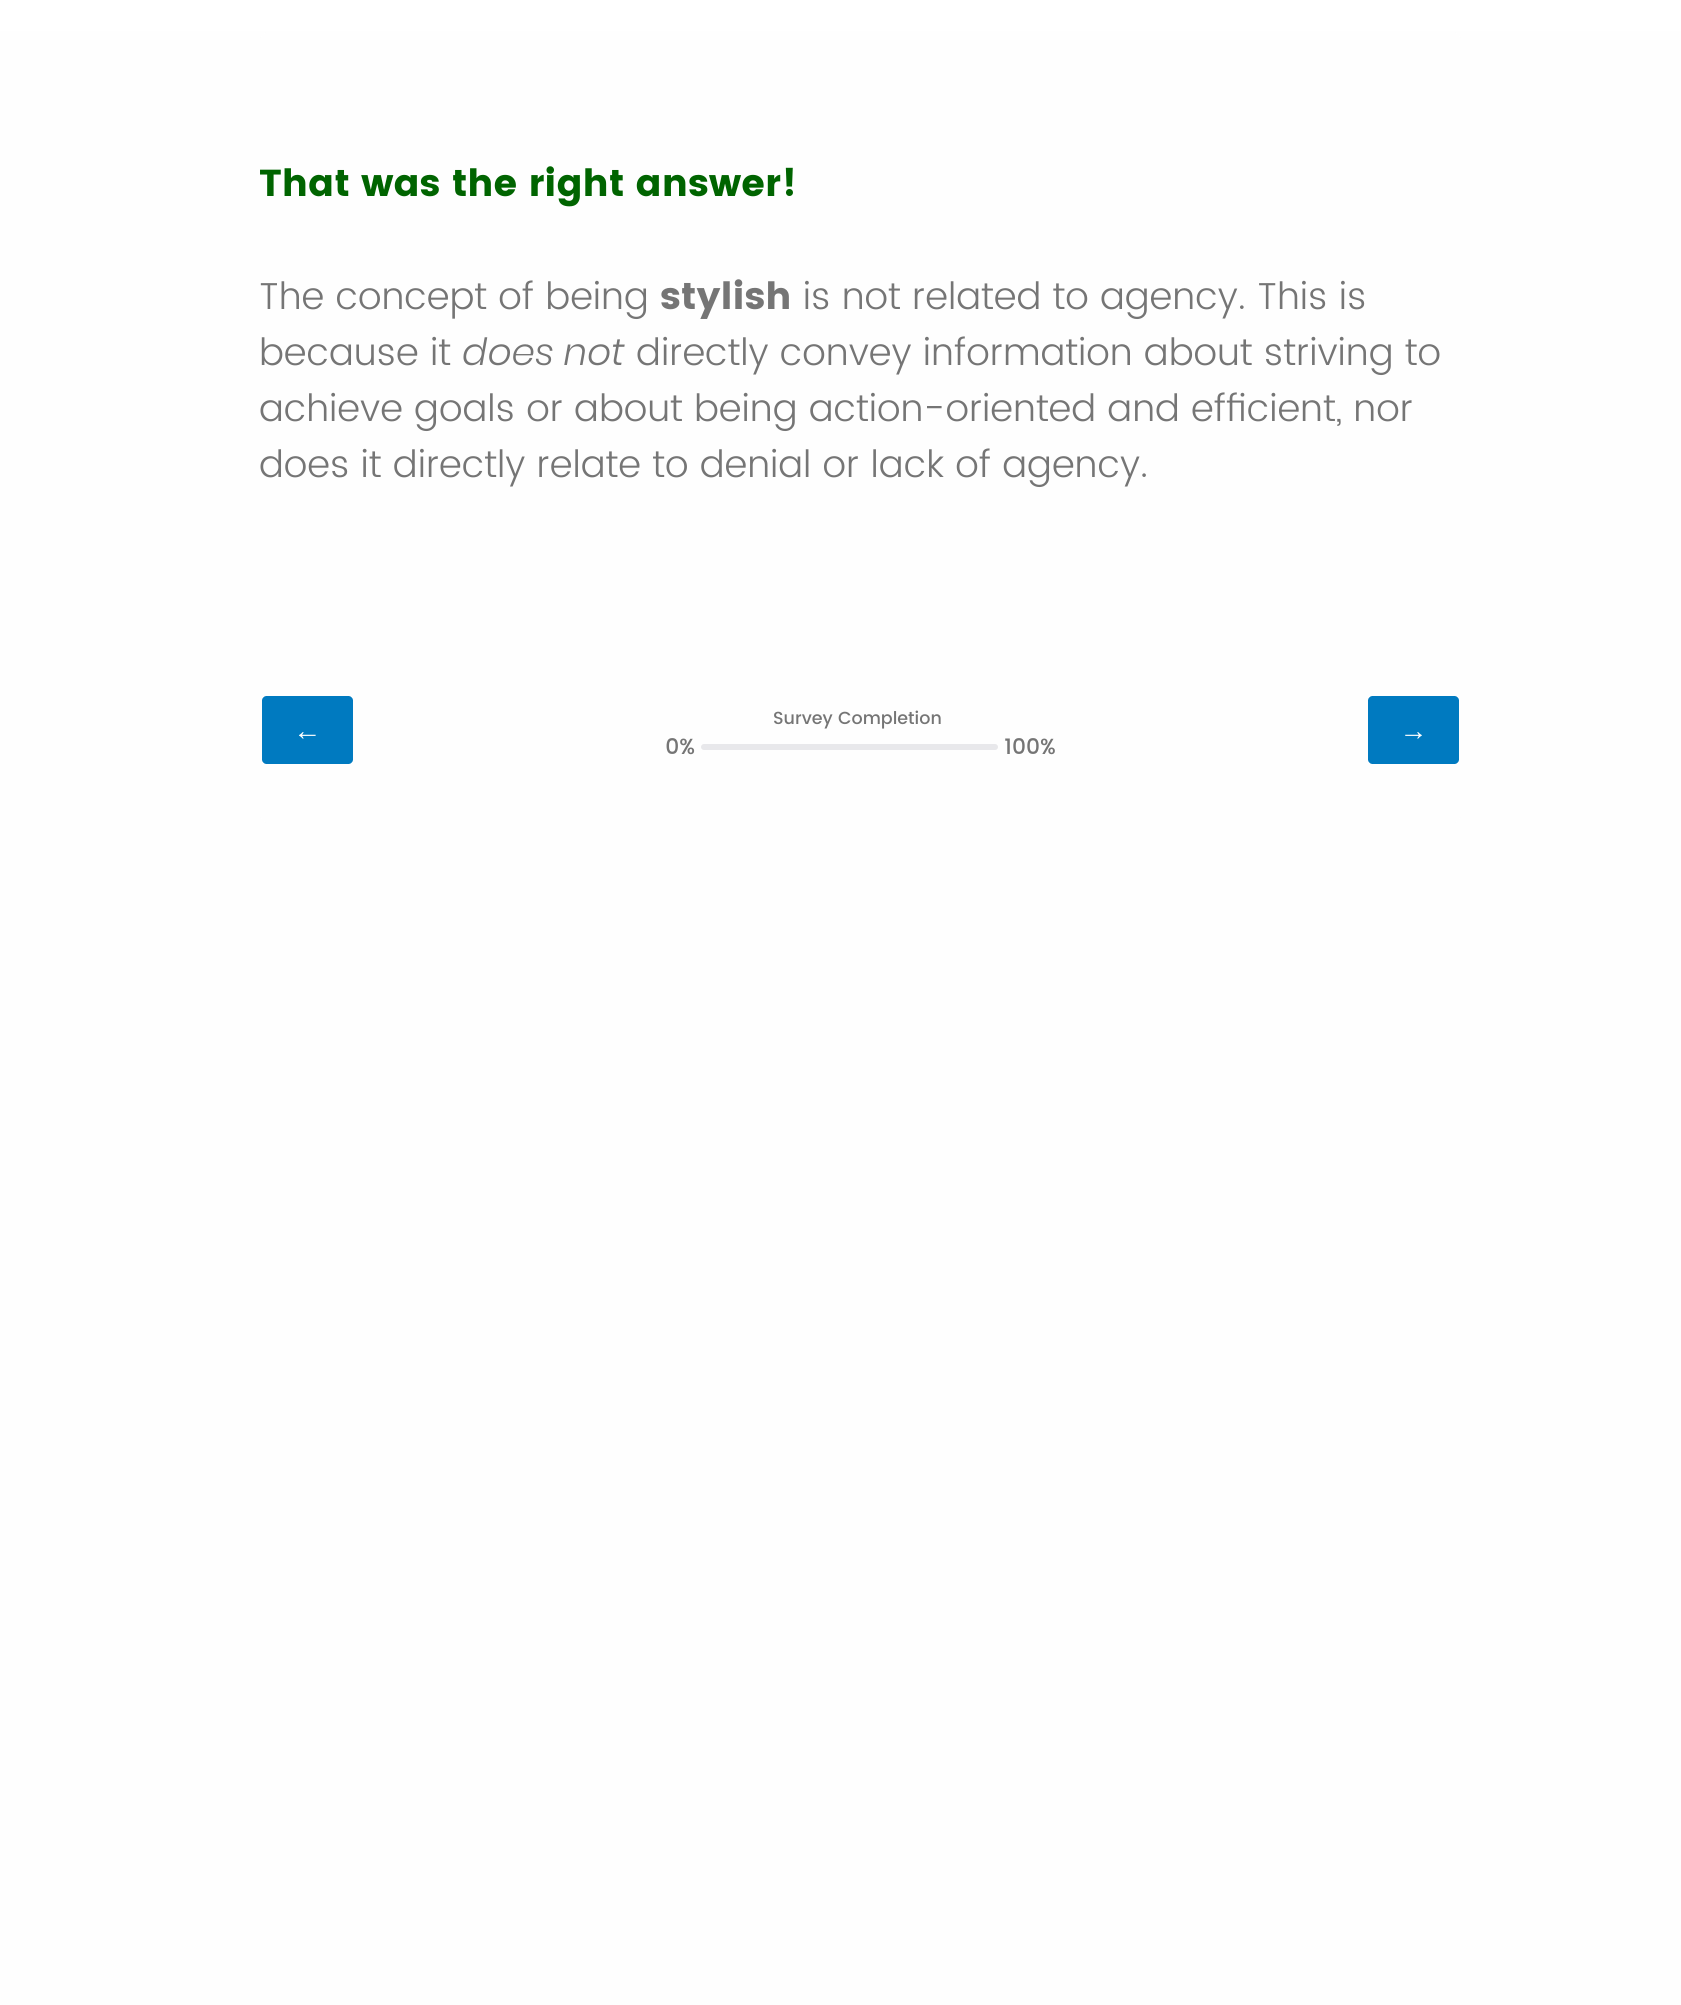 That was the right answer!
The concept of being stylish is not related to agency. This is
because it does not directly convey information about striving to
achieve goals or about being action-oriented and efficient, nor
does it directly relate to denial or lack of agency.
←
Survey Completion
0% 100%
→